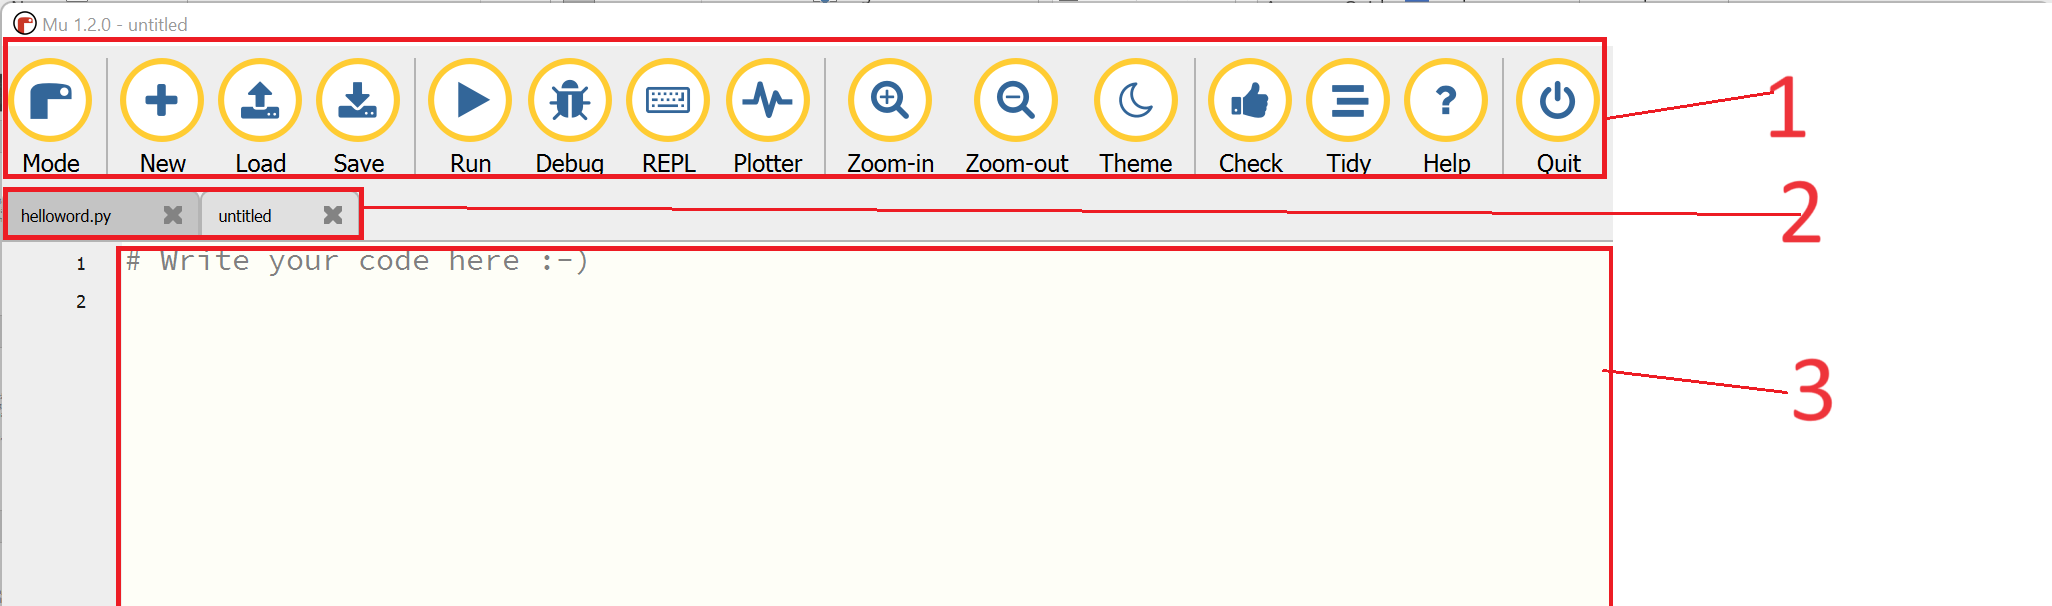 Mu 1.2.0 - untitled
Mode New Load Save Run Debug REPL Plotter Zoom-in Zoom-out Theme Check Tidy Help Quit
1
helloword.py untitled
2
1 # Write your code here :-)
2
3